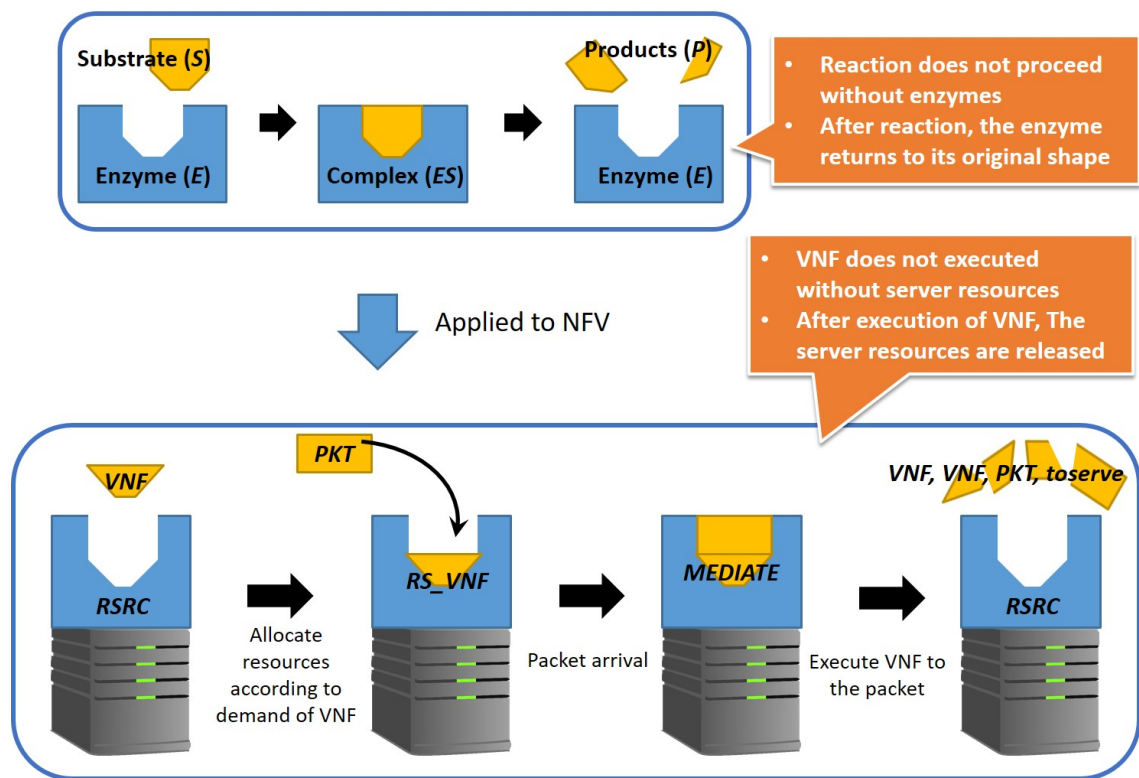 Substrate (S)
Products (P)
Enzyme (E)
Complex (ES)
Enzyme (E)
• Reaction does not proceed
without enzymes
• After reaction, the enzyme
returns to its original shape
Applied to NFV
• VNF does not executed
without server resources
• After execution of VNF, The
server resources are released
VNF
RSRC
Allocate
resources
according to
demand of VNF
PKT
RS_VNF
Packet arrival
MEDIATE
Execute VNF to
the packet
VNF, VNF, PKT, toserve
RSRC